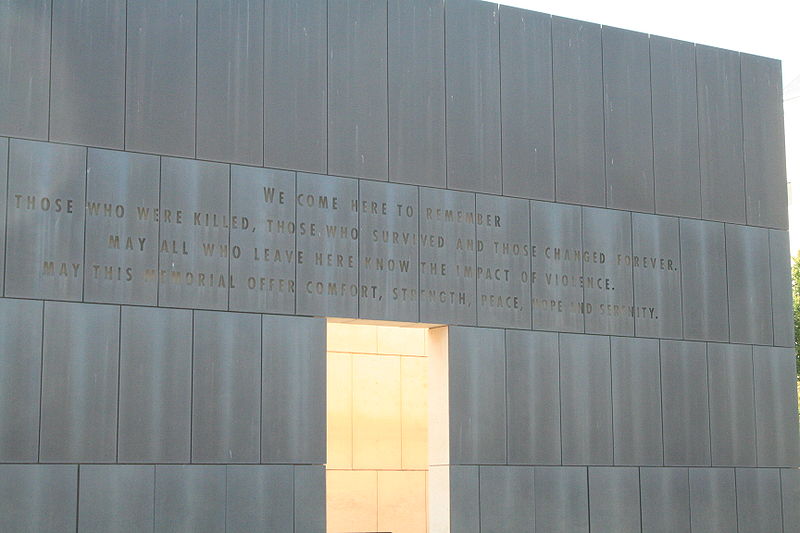 We come here to remember
those who were killed, those who survived and those changed forever.
May all who leave here know the impact of violence.
May this memorial offer comfort, strength, peace, hope and serenity.